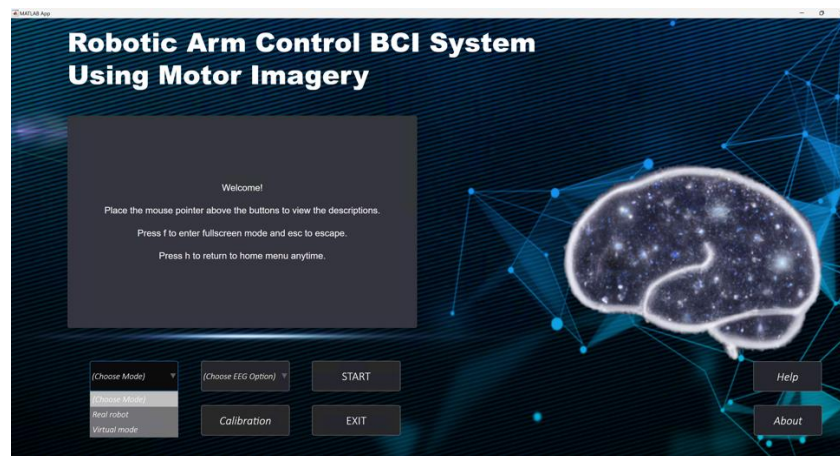 MATLAB App
Robotic Arm Control BCI System
Using Motor Imagery
Welcome!
Place the mouse pointer above the buttons to view the descriptions.
Press f to enter fullscreen mode and esc to escape.
Press h to return to home menu anytime.
(Choose Mode)
(Choose EEG Option)
START
Help
(Choose Mode)
Real robot
Virtual mode
Calibration
EXIT
About